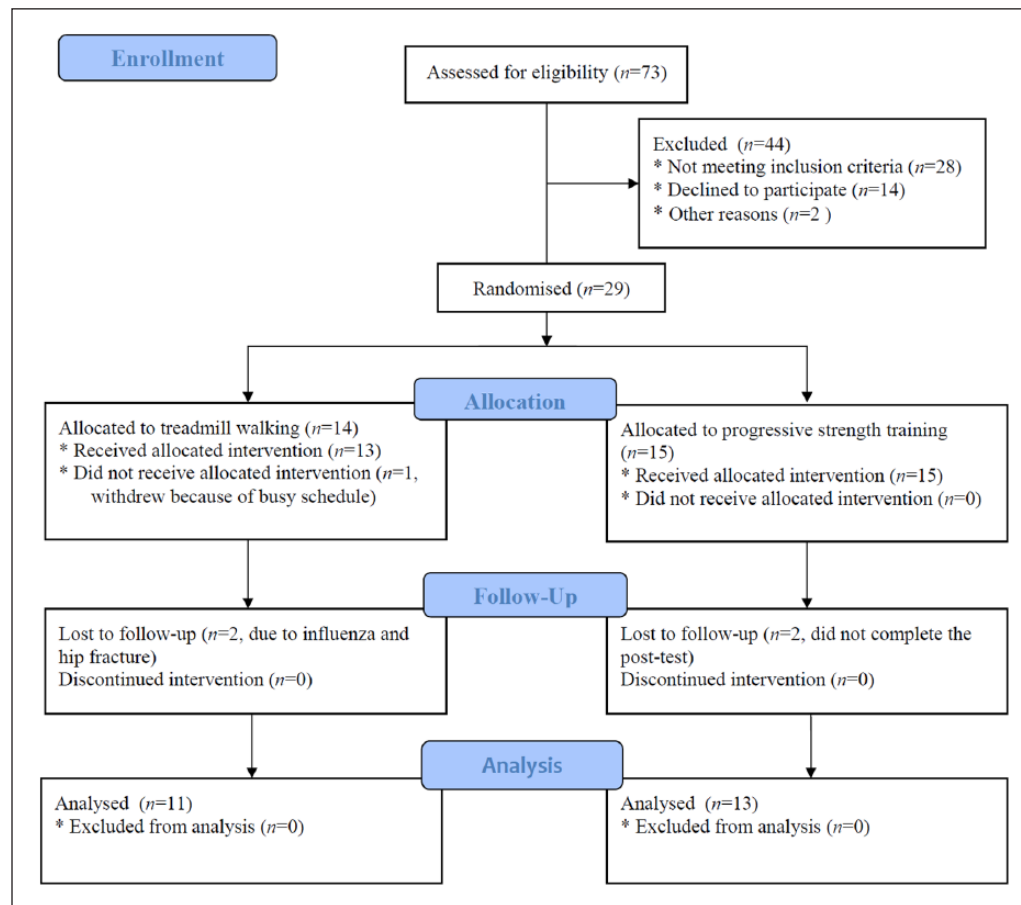 Enrollment
Assessed for eligibility (n=73)
Excluded (n=44)
* Not meeting inclusion criteria (n=28)
* Declined to participate (n=14)
* Other reasons (n=2 )
Randomised (n=29)
Allocation
Allocated to treadmill walking (n=14)
* Received allocated intervention (n=13)
* Did not receive allocated intervention (n=1,
withdrew because of busy schedule)
Allocated to progressive strength training
(n=15)
* Received allocated intervention (n=15)
* Did not receive allocated intervention (n=0)
Follow-Up
Lost to follow-up (n=2, due to influenza and
hip fracture)
Discontinued intervention (n=0)
Lost to follow-up (n=2, did not complete the
post-test)
Discontinued intervention (n=0)
Analysis
Analysed (n=11)
* Excluded from analysis (n=0)
Analysed (n=13)
* Excluded from analysis (n=0)